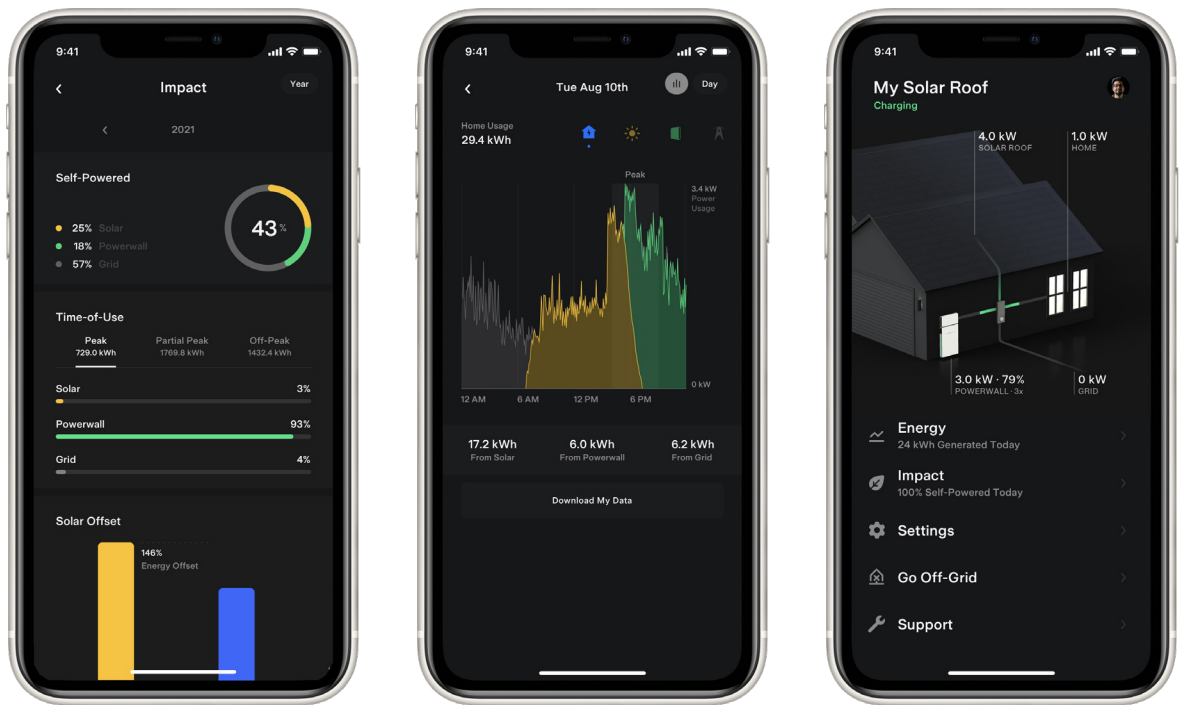 9:41
Impact
Year
2021
Self-Powered
25% Solar
18% Powerwall
57% Grid
43%
Time-of-Use
Peak
729.0 kWh
Partial Peak
1769.8 kWh
Off-Peak
1432.4 kWh
Solar
3%
Powerwall
93%
Grid
4%
Solar Offset
146%
Energy Offset
9:41
Tue Aug 10th
Day
Home Usage
29.4 kWh
Peak
3.4 kW
Power
Usage
0 kW
12 AM
6 AM
12 PM
6 PM
17.2 kWh
From Solar
6.0 kWh
From Powerwall
6.2 kWh
From Grid
Download My Data
9:41
My Solar Roof
Charging
4.0 kW
SOLAR ROOF
1.0 kW
HOME
3.0 kW · 79%
POWERWALL · 3x
0 kW
GRID
Energy
24 kWh Generated Today
Impact
100% Self-Powered Today
Settings
Go Off-Grid
Support